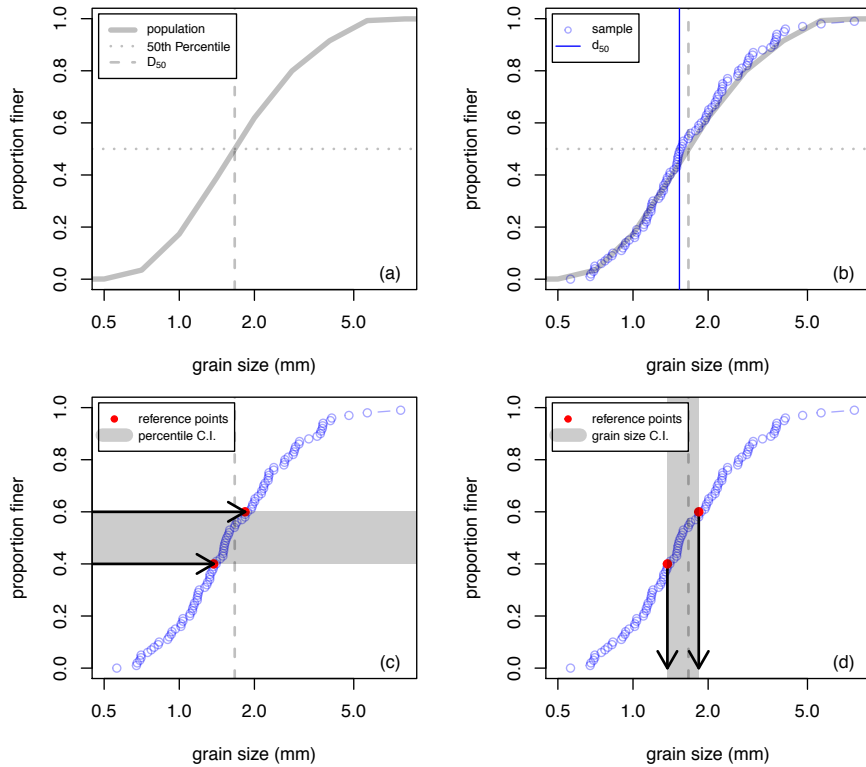 population
50th Percentile
D50
proportion finer
0.0 0.2 0.4 0.6 0.8 1.0
(a)
0.5 1.0 2.0 5.0
grain size (mm)
sample
d50
proportion finer
0.0 0.2 0.4 0.6 0.8 1.0
(b)
0.5 1.0 2.0 5.0
grain size (mm)
reference points
percentile C.I.
proportion finer
0.0 0.2 0.4 0.6 0.8 1.0
(c)
0.5 1.0 2.0 5.0
grain size (mm)
reference points
grain size C.I.
proportion finer
0.0 0.2 0.4 0.6 0.8 1.0
(d)
0.5 1.0 2.0 5.0
grain size (mm)